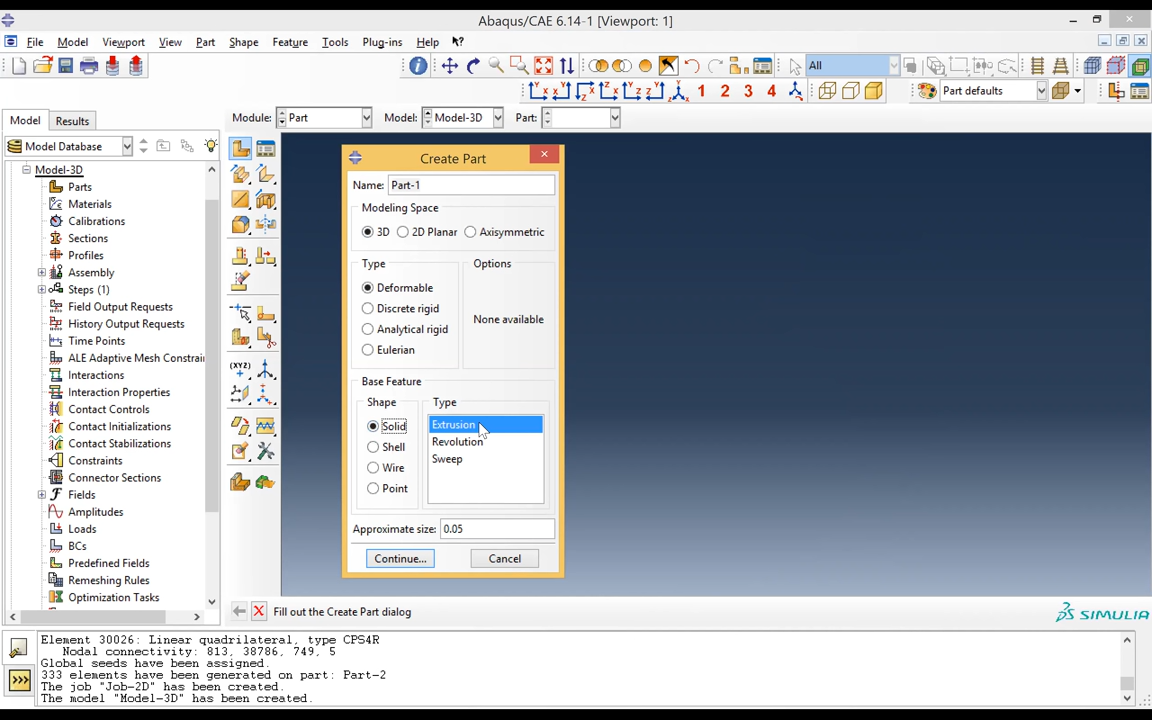 Abaqus/CAE 6.14-1 [Viewport: 1]
File Model Viewport View Part Shape Feature Tools Plug-ins Help
All
1 2 3 4 Part defaults
Model Results Module: Part Model: Model-3D Part:
Model Database
Model-3D
Parts
Materials
Calibrations
Sections
Profiles
Assembly
Steps (1)
Field Output Requests
History Output Requests
Time Points
ALE Adaptive Mesh Constrai
Interactions
Interaction Properties
Contact Controls
Contact Initializations
Contact Stabilizations
Constraints
Connector Sections
Fields
Amplitudes
Loads
BCs
Predefined Fields
Remeshing Rules
Optimization Tasks
(XYZ)
Create Part
Name: Part-1
Modeling Space
3D 2D Planar Axisymmetric
Type Options
Deformable
Discrete rigid
None available
Analytical rigid
Eulerian
Base Feature
Shape Type
Solid Extrusion
Shell Revolution
Wire Sweep
Point
Approximate size: 0.05
Continue... Cancel
Fill out the Create Part dialog
SIMULIA
Element 30026: Linear quadrilateral, type CPS4R
Nodal connectivity: 813, 38786, 749, 5
Global seeds have been assigned.
333 elements have been generated on part: Part-2
The job "Job-2D" has been created.
The model "Model-3D" has been created.
>>>